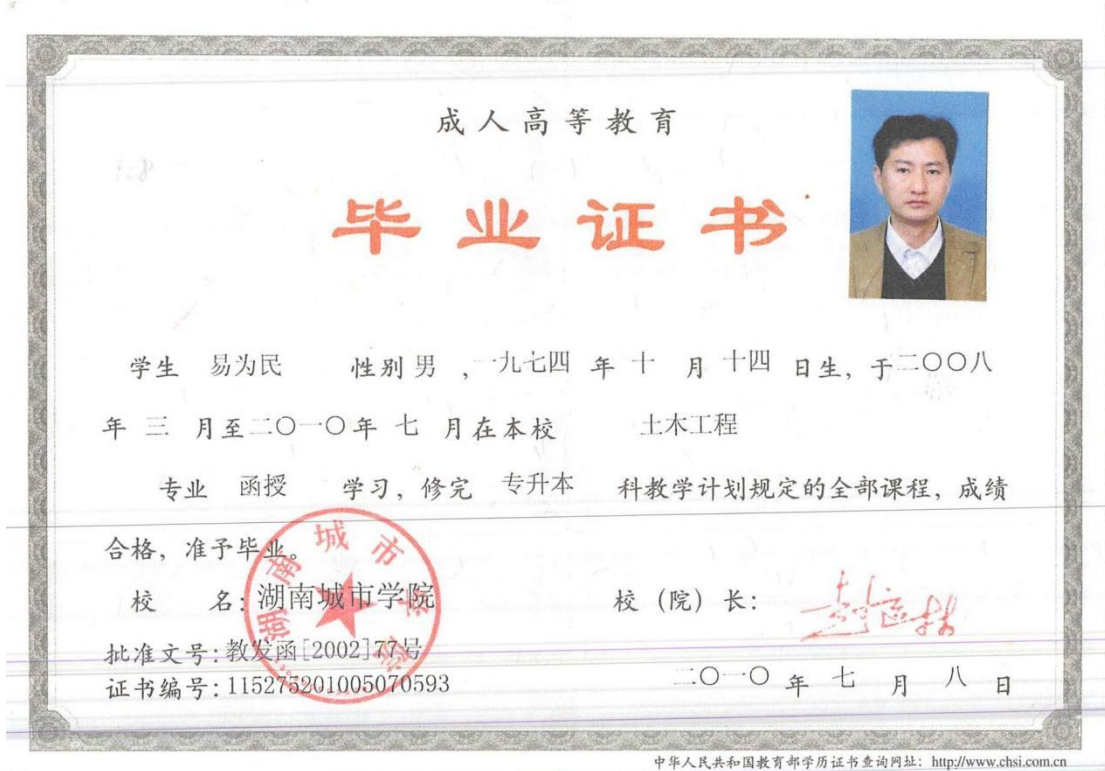 成人高等教育
毕业证书
学生 易为民 性别 男 ，一九七四 年 十 月 十四 日生，于二〇〇八
年 三 月至二〇一〇年 七 月在本校 土木工程
专业 函授 学习，修完 专升本 科教学计划规定的全部课程，成绩
合格，准予毕业。
校 名：湖南城市学院
校（院）长：
批准文号：教发函[2002]77号
证书编号：115275201005070593
二〇一〇 年 七 月 八 日
湖南城市学院
中华人民共和国教育部学历证书查询网址：http://www.chsi.com.cn